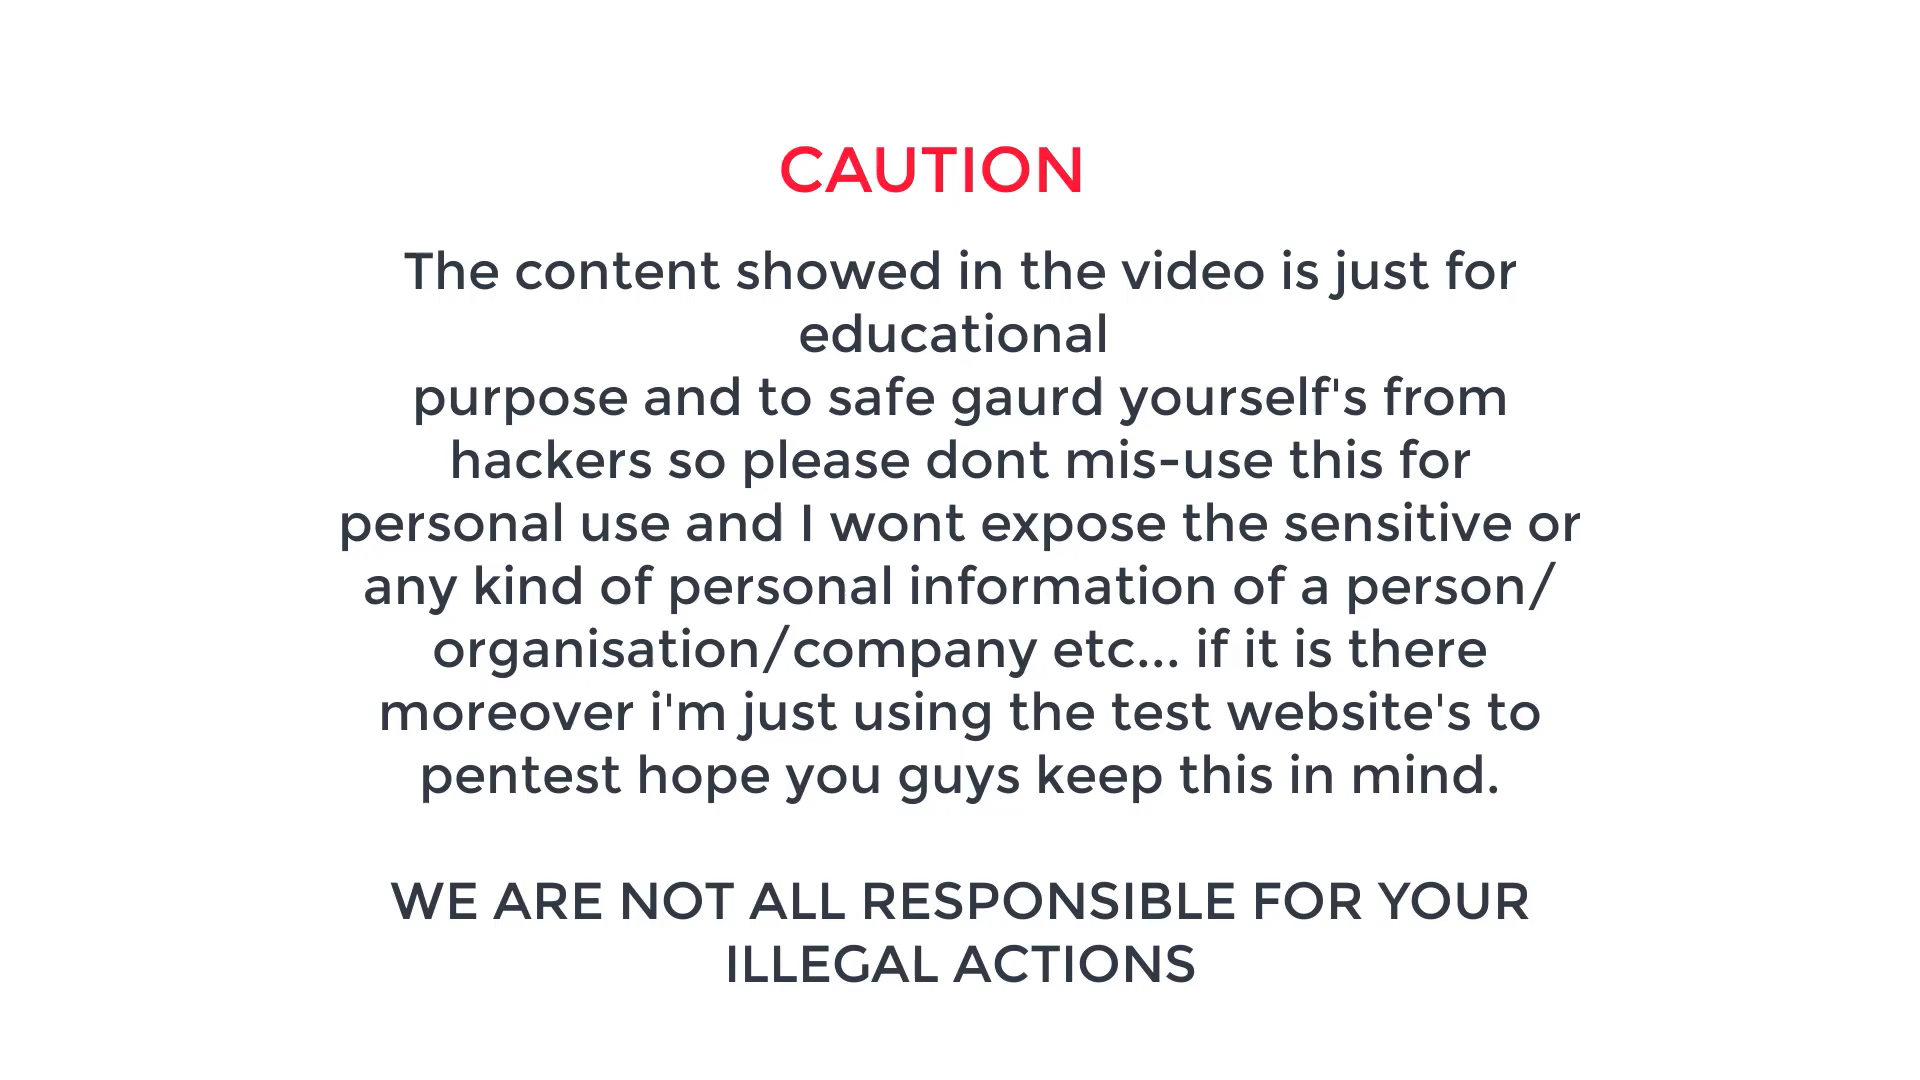 CAUTION
The content showed in the video is just for
educational
purpose and to safe gaurd yourself's from
hackers so please dont mis-use this for
personal use and I wont expose the sensitive or
any kind of personal information of a person/
organisation/company etc... if it is there
moreover i'm just using the test website's to
pentest hope you guys keep this in mind.
WE ARE NOT ALL RESPONSIBLE FOR YOUR
ILLEGAL ACTIONS